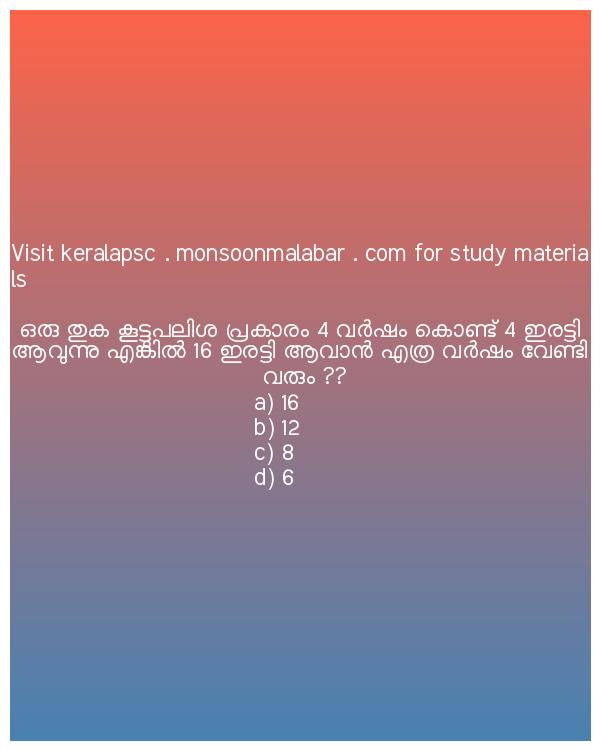 Visit keralapsc . monsoonmalabar . com for study materia
ls
ഒരു തുക കൂട്ടുപലിശ പ്രകാരം 4 വർഷം കൊണ്ട് 4 ഇരട്ടി
ആവുന്നു എങ്കിൽ 16 ഇരട്ടി ആവാൻ എത്ര വർഷം വേണ്ടി
വരും ??
a) 16
b) 12
c) 8
d) 6